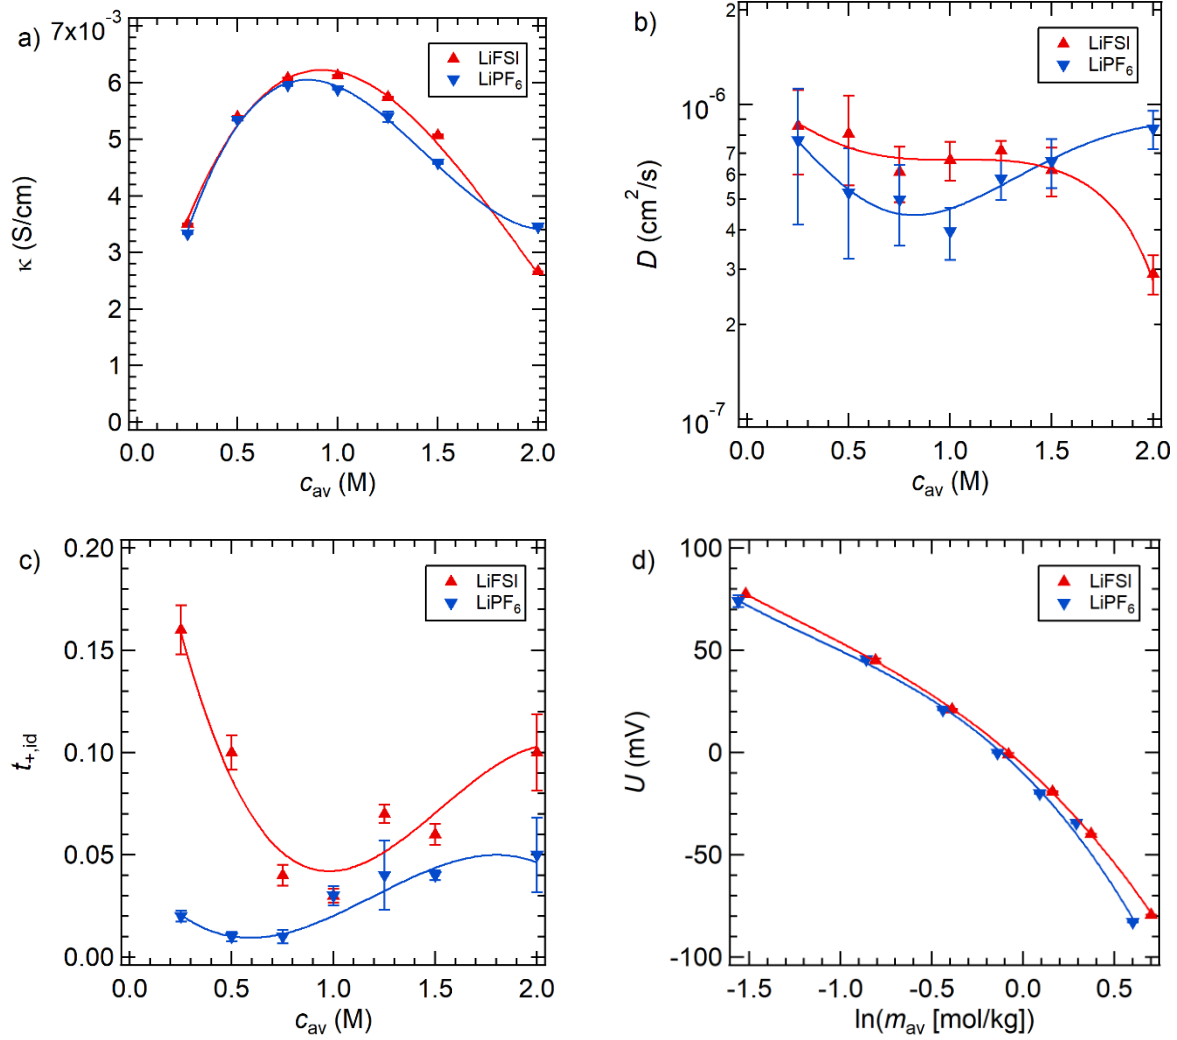 a)
7x10⁻³
6
5
4
3
2
1
0
κ (S/cm)
0.0 0.5 1.0 1.5 2.0
c_av (M)
LiFSI
LiPF₆
b)
2
10⁻⁶
7
6
5
4
3
2
10⁻⁷
D (cm²/s)
0.0 0.5 1.0 1.5 2.0
c_av (M)
LiFSI
LiPF₆
c)
0.20
0.15
0.10
0.05
0.00
t_+,id
0.0 0.5 1.0 1.5 2.0
c_av (M)
LiFSI
LiPF₆
d)
100
50
0
-50
-100
U (mV)
-1.5 -1.0 -0.5 0.0 0.5
ln(m_av [mol/kg])
LiFSI
LiPF₆